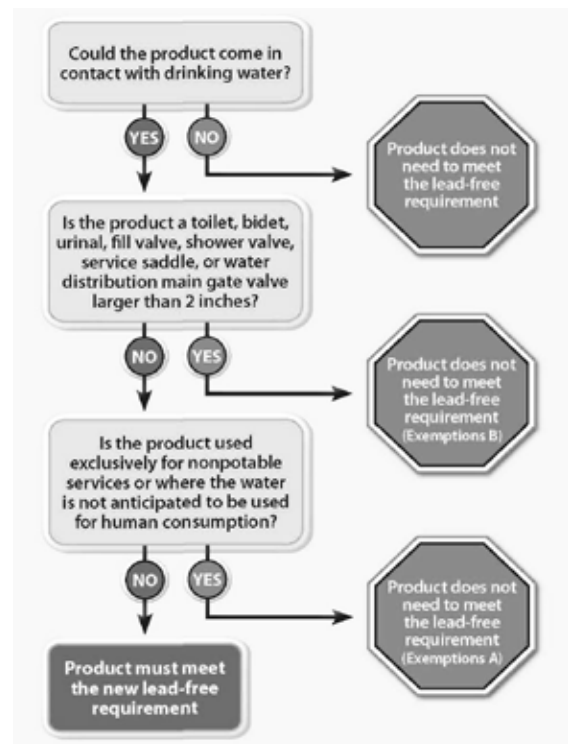 Could the product come in
contact with drinking water?
YES
NO
Product does not
need to meet
the lead-free
requirement
Is the product a toilet, bidet,
urinal, fill valve, shower valve,
service saddle, or water
distribution main gate valve
larger than 2 inches?
NO
YES
Product does not
need to meet
the lead-free
requirement
(Exemptions B)
Is the product used
exclusively for nonpotable
services or where the water
is not anticipated to be used
for human consumption?
NO
YES
Product does not
need to meet
the lead-free
requirement
(Exemptions A)
Product must meet
the new lead-free
requirement